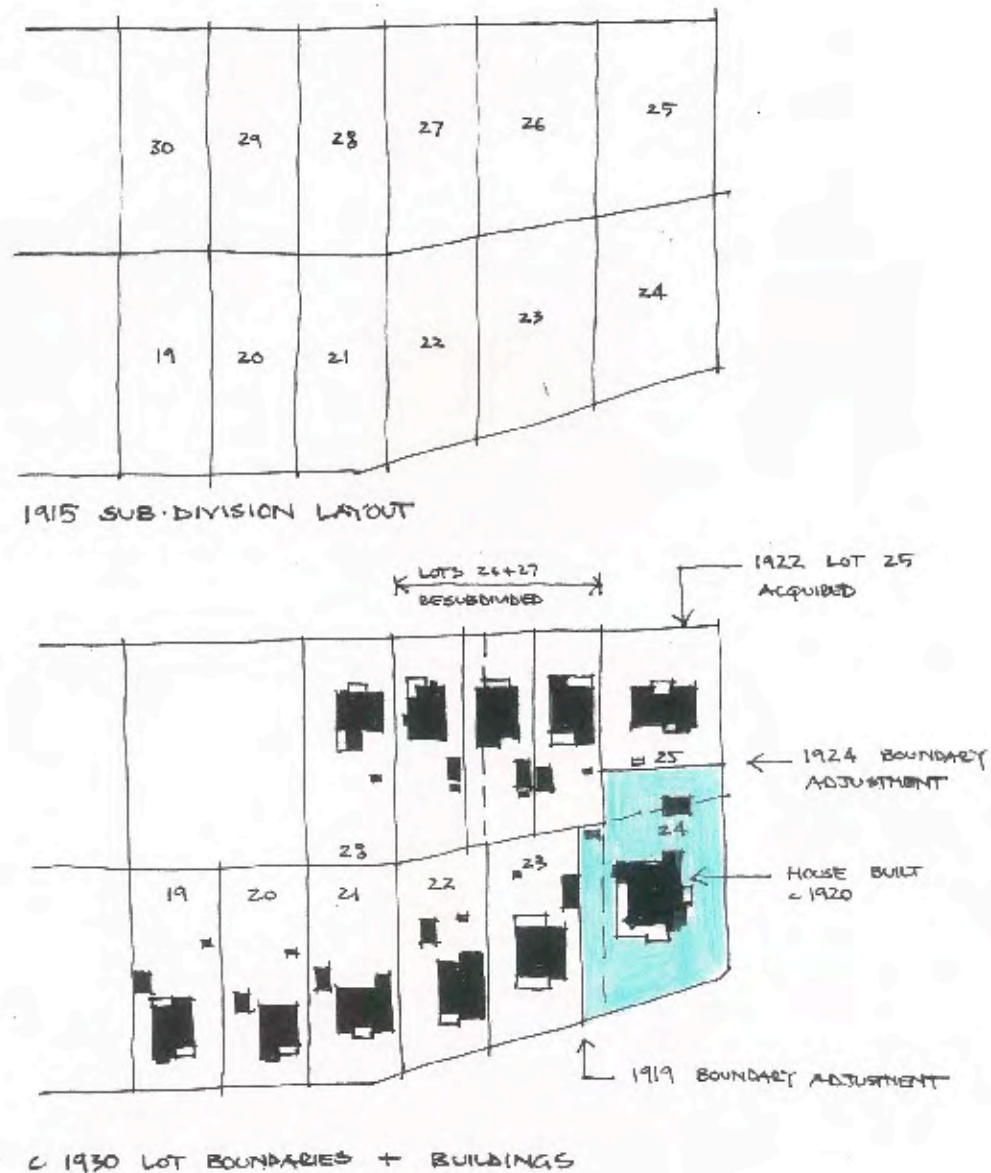 30 29 28 27 26 25
19 20 21 22 23 24
1915 SUB·DIVISION LAYOUT
LOTS 26+27
RESUBDIVIDED
1922 LOT 25
ACQUIRED
25
1924 BOUNDARY
ADJUSTMENT
24
28
23
HOUSE BUILT
c 1920
19 20 21 22
1919 BOUNDARY ADJUSTMENT
c 1930 LOT BOUNDARIES + BUILDINGS